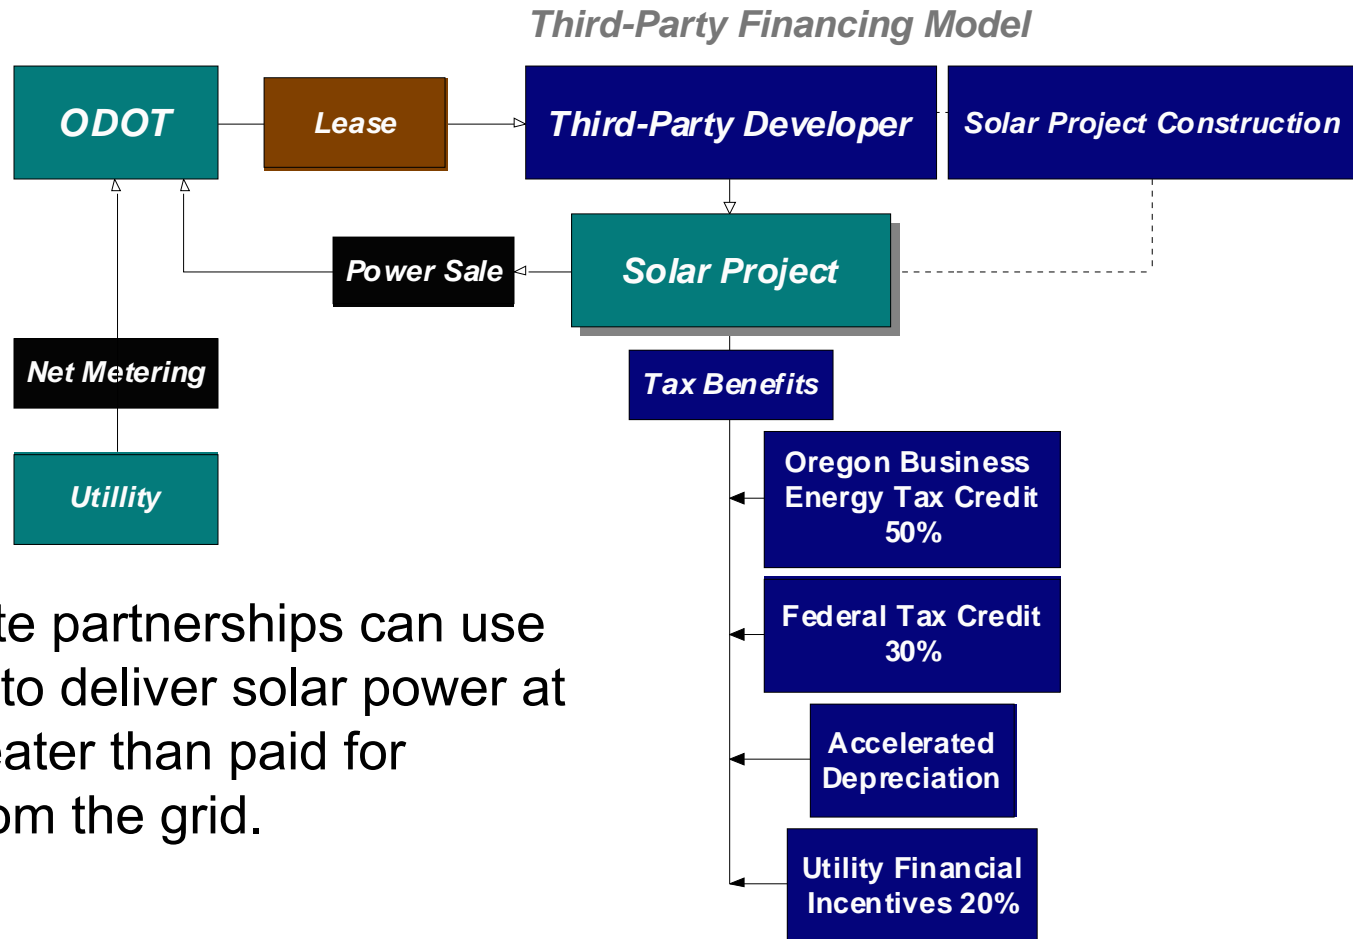 Third-Party Financing Model
ODOT
Lease
Third-Party Developer
Solar Project Construction
Power Sale
Solar Project
Net Metering
Tax Benefits
Utillity
Oregon Business
Energy Tax Credit
50%
Federal Tax Credit
30%
Accelerated
Depreciation
Utility Financial
Incentives 20%
te partnerships can use
to deliver solar power at
eater than paid for
om the grid.